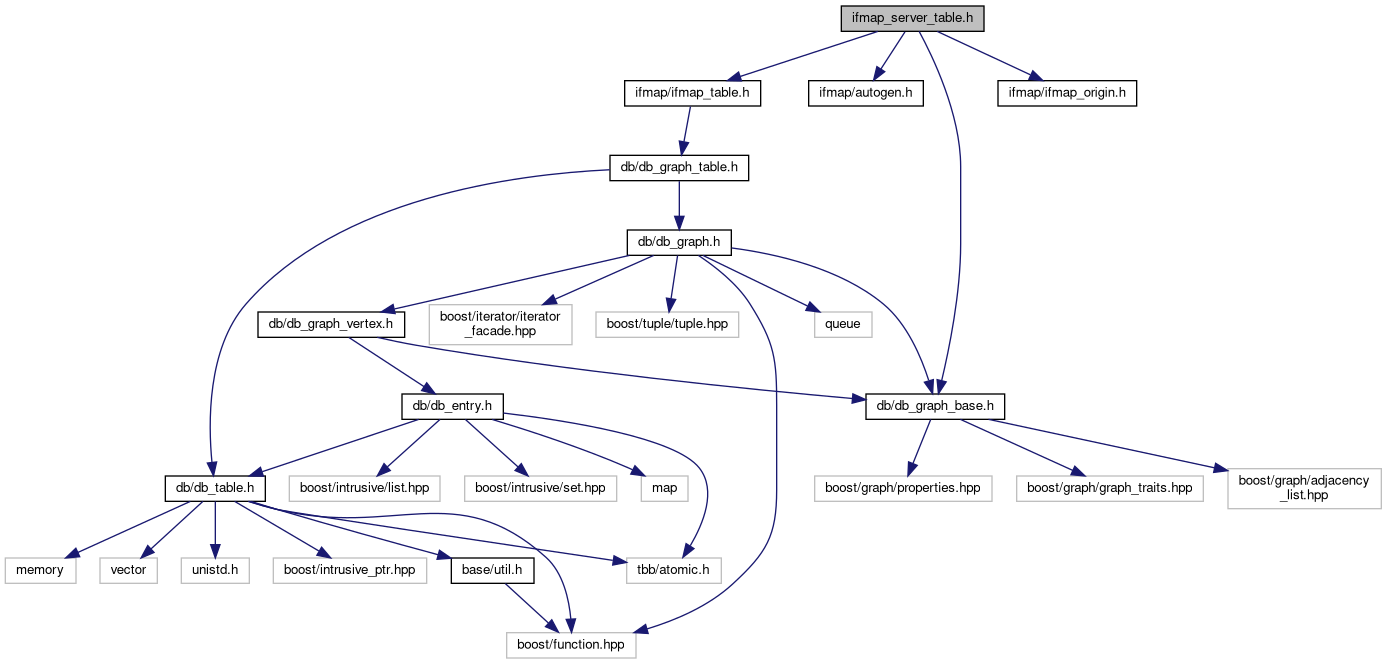 ifmap_server_table.h
ifmap/ifmap_table.h
ifmap/autogen.h
ifmap/ifmap_origin.h
db/db_graph_table.h
db/db_graph.h
db/db_graph_vertex.h
boost/iterator/iterator
_facade.hpp
boost/tuple/tuple.hpp
queue
db/db_entry.h
db/db_graph_base.h
db/db_table.h
boost/intrusive/list.hpp
boost/intrusive/set.hpp
map
boost/graph/properties.hpp
boost/graph/graph_traits.hpp
boost/graph/adjacency
_list.hpp
memory
vector
unistd.h
boost/intrusive_ptr.hpp
base/util.h
tbb/atomic.h
boost/function.hpp